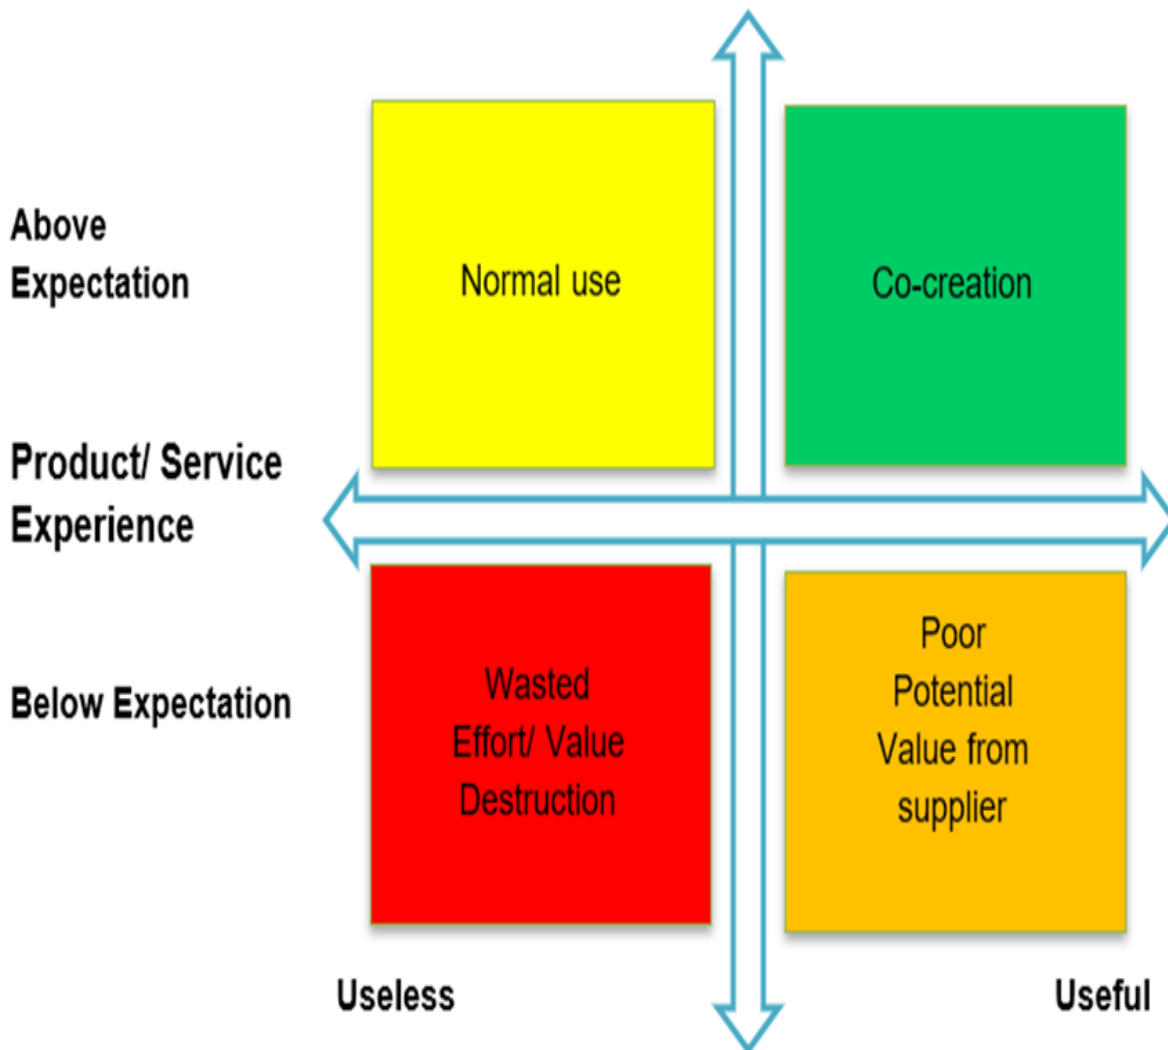 Above
Expectation
Normal use
Co-creation
Product/ Service
Experience
Below Expectation
Wasted
Effort/ Value
Destruction
Poor
Potential
Value from
supplier
Useless
Useful